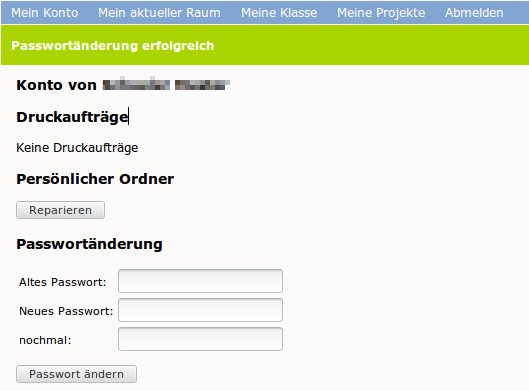 Mein Konto Mein aktueller Raum Meine Klasse Meine Projekte Abmelden
Passwortänderung erfolgreich
Konto von
Druckaufträge
Keine Druckaufträge
Persönlicher Ordner
Reparieren
Passwortänderung
Altes Passwort:
Neues Passwort:
nochmal:
Passwort ändern